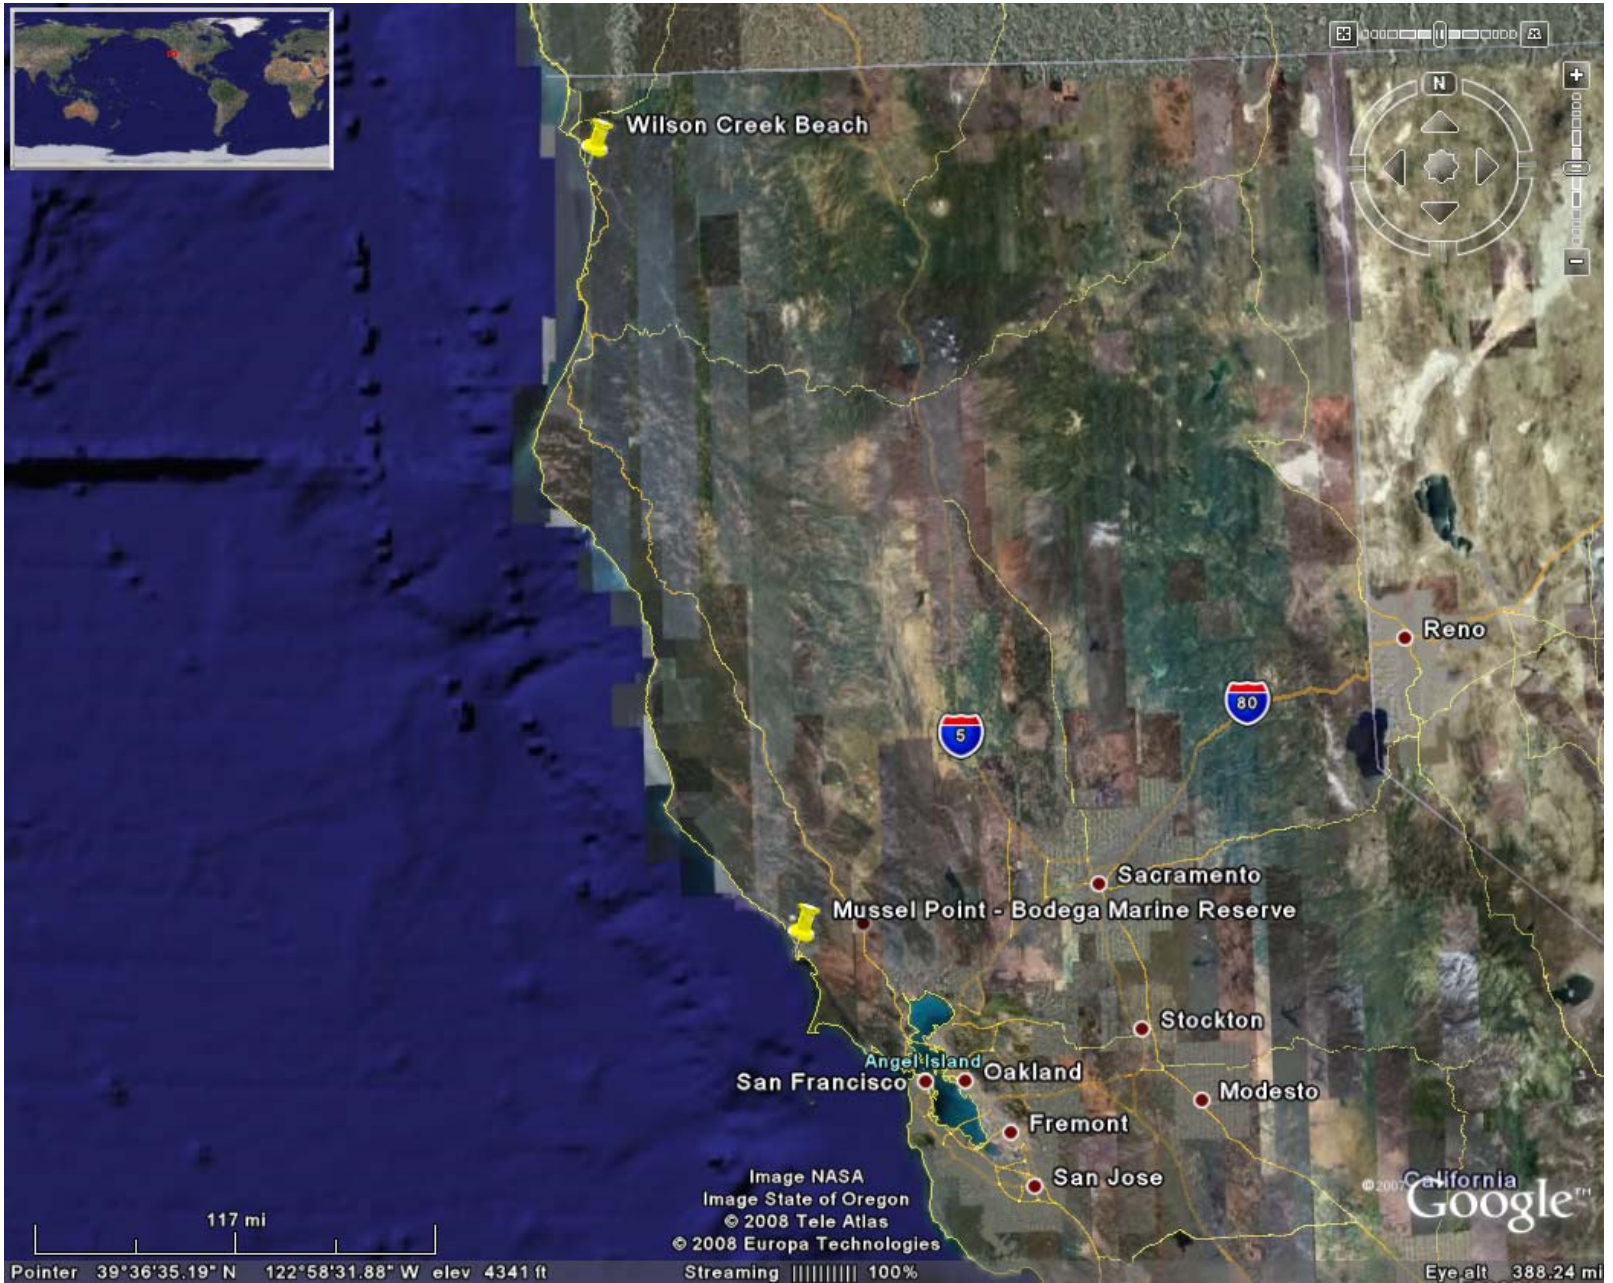 N
Wilson Creek Beach
Reno
80
5
Sacramento
Mussel Point - Bodega Marine Reserve
Stockton
Angel Island
San Francisco
Oakland
Modesto
Fremont
San Jose
Image NASA
Image State of Oregon
© 2008 Tele Atlas
© 2008 Europa Technologies
California
© 2007 Google™
117 mi
Pointer 39°36'35.19" N 122°58'31.88" W elev 4341 ft Streaming |||||||||| 100% Eye alt 388.24 mi